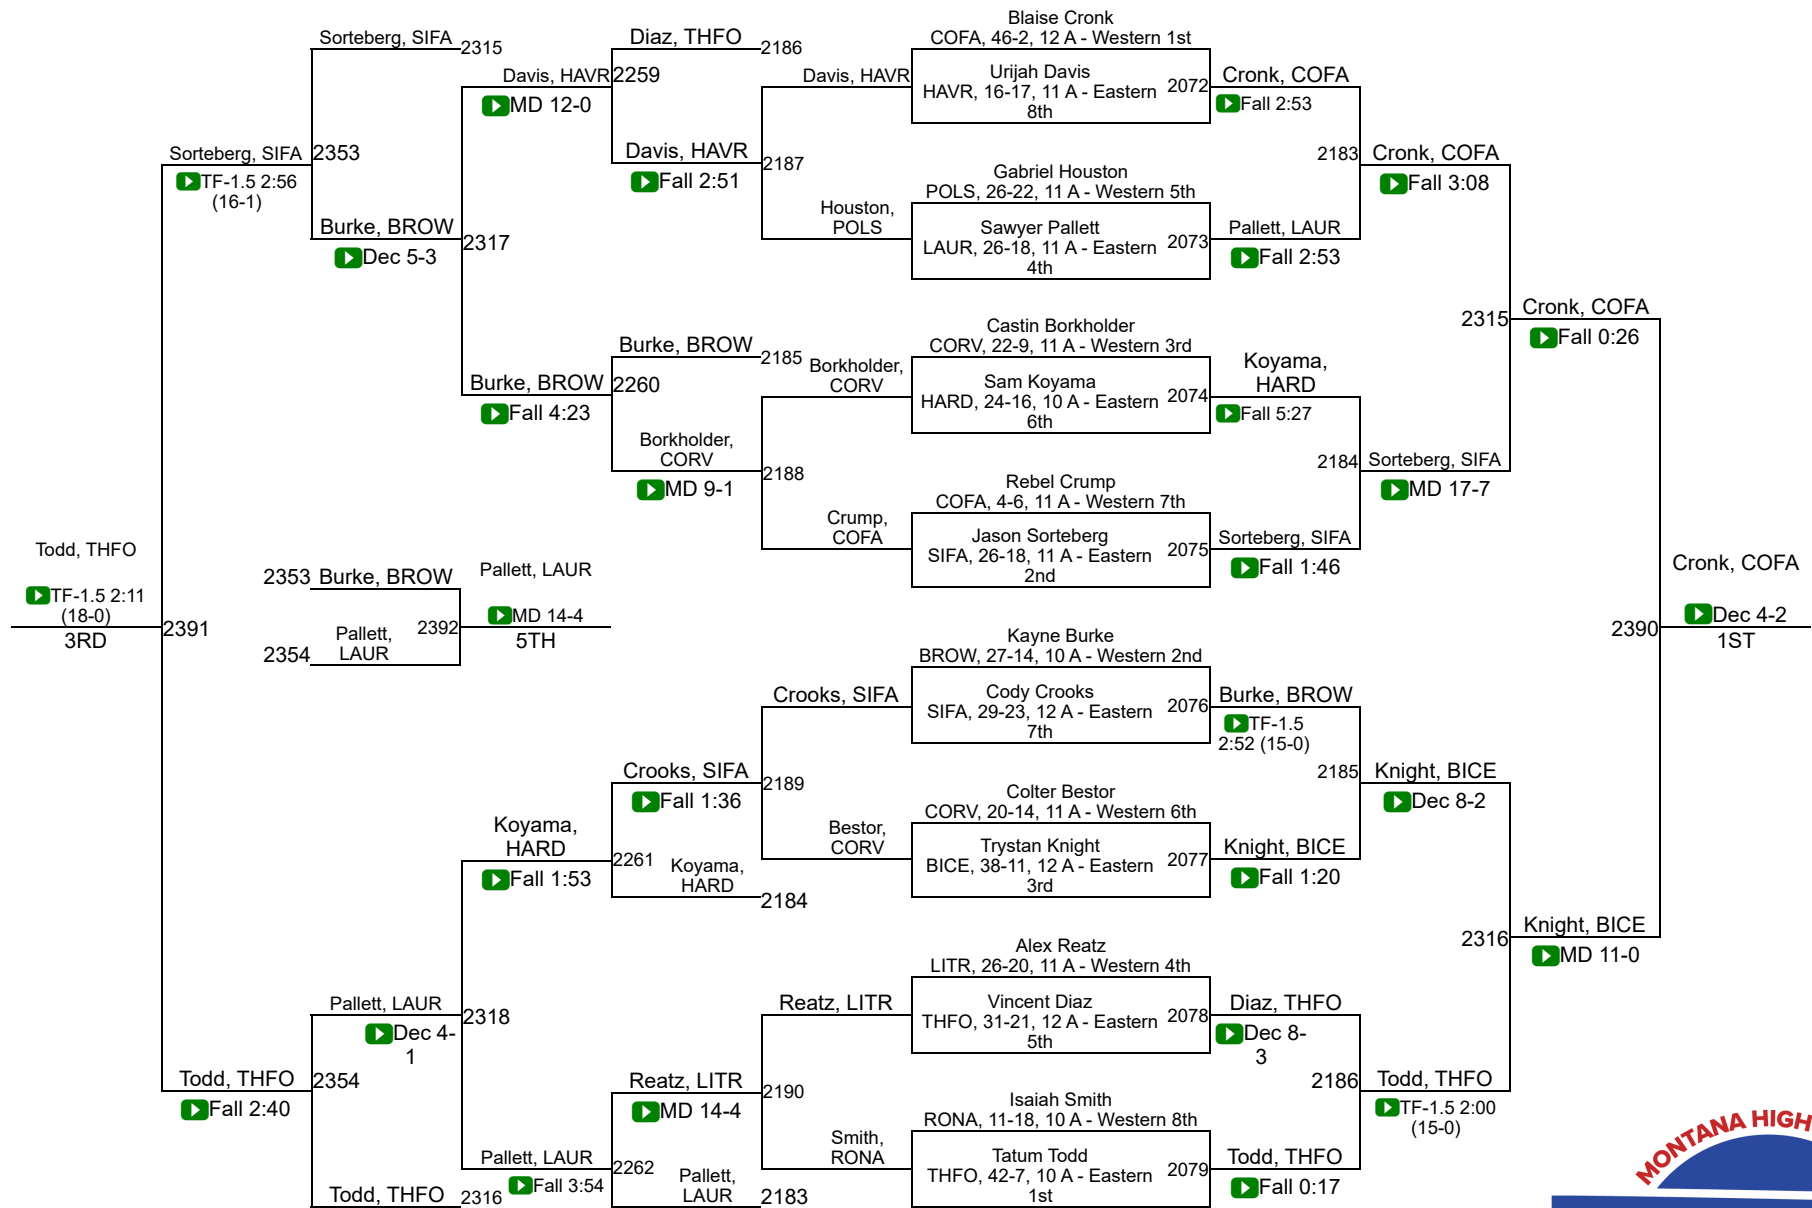 Sorteberg, SIFA
2315
Sorteberg, SIFA
TF-1.5 2:56
(16-1)
2353
Burke, BROW
Dec 5-3
2317
Davis, HAVR
MD 12-0
2259
Diaz, THFO
2186
Davis, HAVR
Fall 2:51
2187
Davis, HAVR
Houston,
POLS
Burke, BROW
Fall 4:23
2260
Burke, BROW
2185
Borkholder,
CORV
MD 9-1
2188
Borkholder,
CORV
Crump,
COFA
Todd, THFO
TF-1.5 2:11
(18-0)
3RD
2391
2353
Burke, BROW
2354
Pallett,
LAUR
2392
Pallett, LAUR
MD 14-4
5TH
Crooks, SIFA
Bestor,
CORV
2189
Crooks, SIFA
Fall 1:36
2261
Koyama,
HARD
2184
Koyama,
HARD
Fall 1:53
Pallett, LAUR
Dec 4-
1
2318
Todd, THFO
Fall 2:40
2354
Todd, THFO
2316
Pallett, LAUR
Fall 3:54
2262
Reatz, LITR
MD 14-4
2190
Pallett,
LAUR
2183
Reatz, LITR
Smith,
RONA
Blaise Cronk
COFA, 46-2, 12 A - Western 1st
Urijah Davis
HAVR, 16-17, 11 A - Eastern
8th
2072
Cronk, COFA
Fall 2:53
Gabriel Houston
POLS, 26-22, 11 A - Western 5th
Sawyer Pallett
LAUR, 26-18, 11 A - Eastern
4th
2073
Pallett, LAUR
Fall 2:53
2183
Cronk, COFA
Fall 3:08
Castin Borkholder
CORV, 22-9, 11 A - Western 3rd
Sam Koyama
HARD, 24-16, 10 A - Eastern
6th
2074
Koyama,
HARD
Fall 5:27
Rebel Crump
COFA, 4-6, 11 A - Western 7th
Jason Sorteberg
SIFA, 26-18, 11 A - Eastern
2nd
2075
Sorteberg, SIFA
Fall 1:46
2184
Sorteberg, SIFA
MD 17-7
2315
Cronk, COFA
Fall 0:26
Kayne Burke
BROW, 27-14, 10 A - Western 2nd
Cody Crooks
SIFA, 29-23, 12 A - Eastern
7th
2076
Burke, BROW
TF-1.5
2:52 (15-0)
Colter Bestor
CORV, 20-14, 11 A - Western 6th
Trystan Knight
BICE, 38-11, 12 A - Eastern
3rd
2077
Knight, BICE
Fall 1:20
2185
Knight, BICE
Dec 8-2
Alex Reatz
LITR, 26-20, 11 A - Western 4th
Vincent Diaz
THFO, 31-21, 12 A - Eastern
5th
2078
Diaz, THFO
Dec 8-
3
Isaiah Smith
RONA, 11-18, 10 A - Western 8th
Tatum Todd
THFO, 42-7, 10 A - Eastern
1st
2079
Todd, THFO
Fall 0:17
2186
Todd, THFO
TF-1.5 2:00
(15-0)
2316
Knight, BICE
MD 11-0
2390
Cronk, COFA
Dec 4-2
1ST
MONTANA HIGH